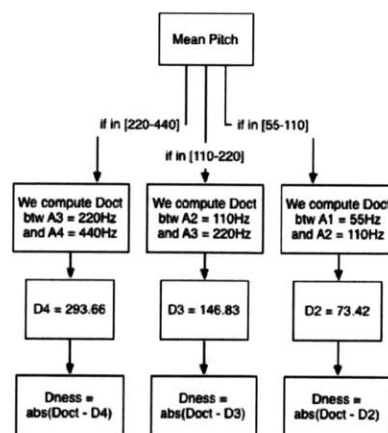 Mean Pitch
if in [220-440]
if in [55-110]
if in [110-220]
We compute Doct
btw A3 = 220Hz
and A4 = 440Hz
We compute Doct
btw A2 = 110Hz
and A3 = 220Hz
We compute Doct
btw A1 = 55Hz
and A2 = 110Hz
D4 = 293.66
D3 = 146.83
D2 = 73.42
Dness =
abs(Doct - D4)
Dness =
abs(Doct - D3)
Dness =
abs(Doct - D2)